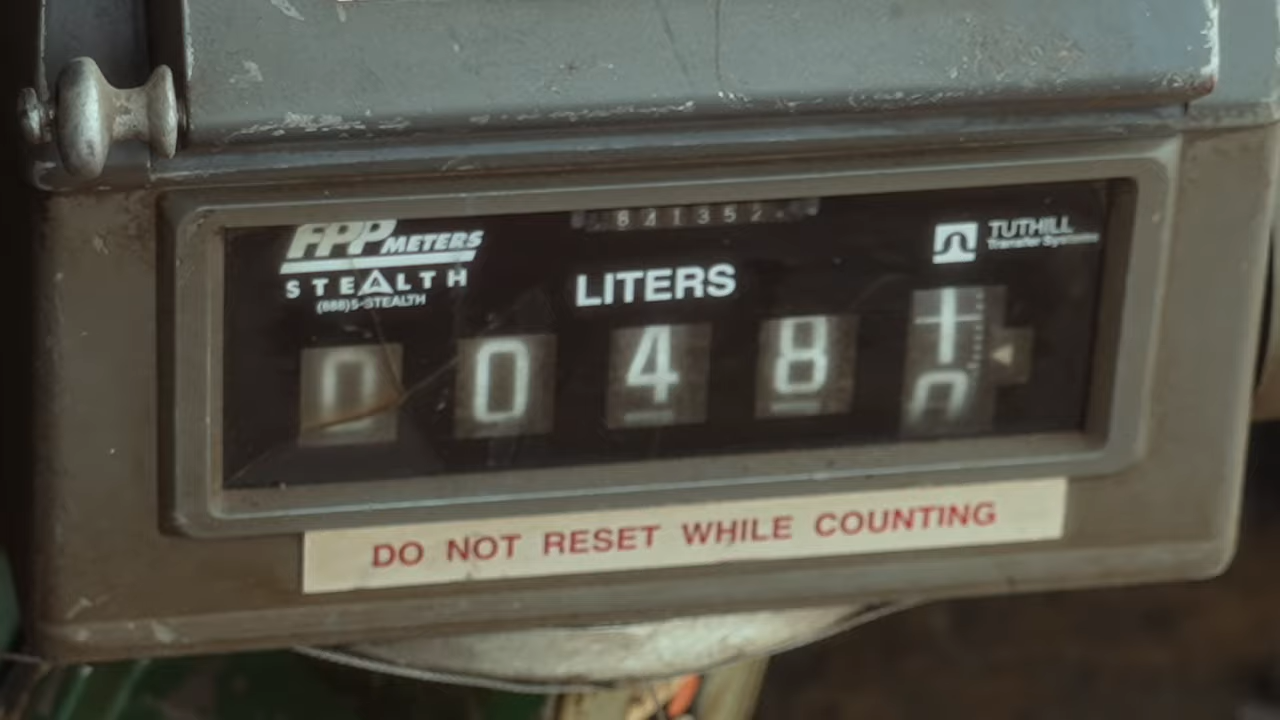 FPP METERS
STEALTH
(888)5-STEALTH
841352
TUTHILL
Transfer Systems
LITERS
0 0 4 8
DO NOT RESET WHILE COUNTING